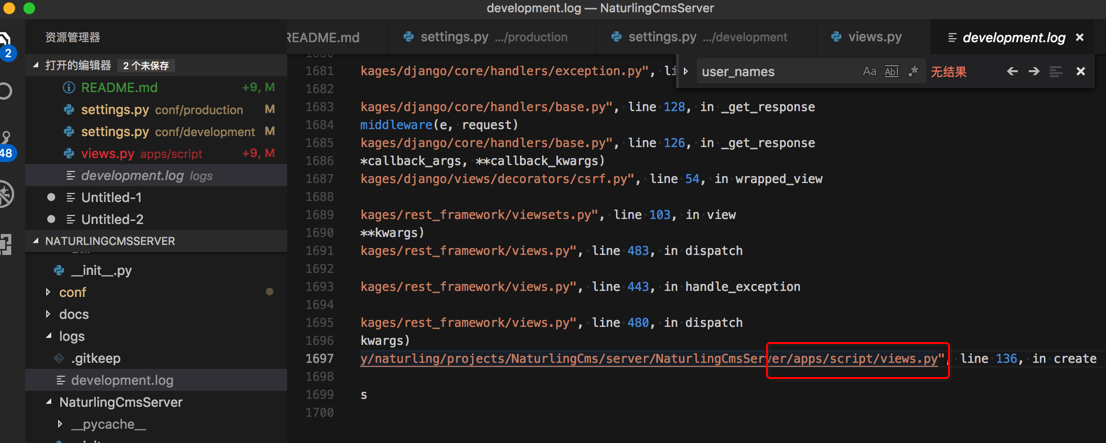 development.log — NaturlingCmsServer
资源管理器
README.md
settings.py .../production
settings.py .../development
views.py
development.log
打开的编辑器 2 个未保存
user_names
Aa Abl .* 无结果
README.md +9, M
settings.py conf/production M
settings.py conf/development M
views.py apps/script +9, M
development.log logs
Untitled-1
Untitled-2
NATURLINGCMSSERVER
__init__.py
conf
docs
logs
.gitkeep
development.log
NaturlingCmsServer
__pycache__
2
48
1681 kages/django/core/handlers/exception.py", li
1682
1683 kages/django/core/handlers/base.py", line 128, in _get_response
1684 middleware(e, request)
1685 kages/django/core/handlers/base.py", line 126, in _get_response
1686 *callback_args, **callback_kwargs)
1687 kages/django/views/decorators/csrf.py", line 54, in wrapped_view
1688
1689 kages/rest_framework/viewsets.py", line 103, in view
1690 **kwargs)
1691 kages/rest_framework/views.py", line 483, in dispatch
1692
1693 kages/rest_framework/views.py", line 443, in handle_exception
1694
1695 kages/rest_framework/views.py", line 480, in dispatch
1696 kwargs)
1697 y/naturling/projects/NaturlingCms/server/NaturlingCmsServer/apps/script/views.py", line 136, in create
1698
1699 s
1700